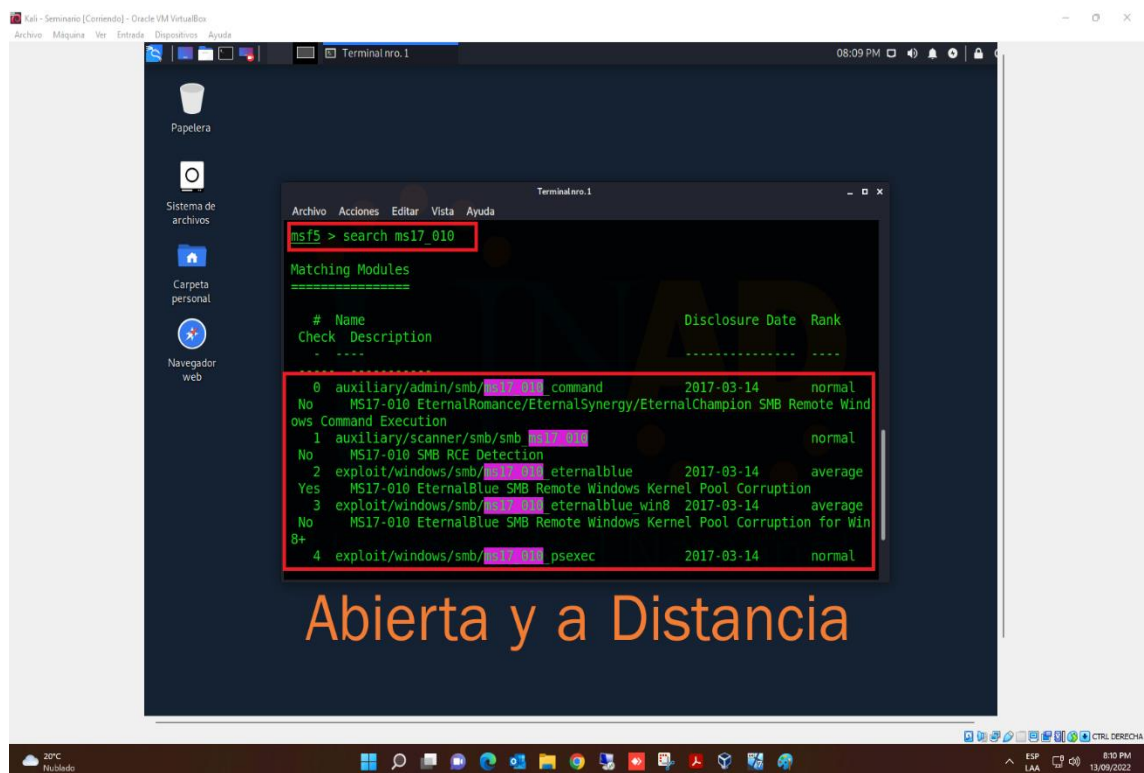 Kali - Seminario [Corriendo] - Oracle VM VirtualBox
Archivo Máquina Ver Entrada Dispositivos Ayuda
Terminal nro. 1
08:09 PM
Papelera
Sistema de
archivos
Carpeta
personal
Navegador
web
Terminal nro. 1
Archivo Acciones Editar Vista Ayuda
msf5 > search ms17_010
Matching Modules
================
# Name Disclosure Date Rank
Check Description
- ---- --------------- ----
----- -----------
0 auxiliary/admin/smb/ms17_010_command 2017-03-14 normal
No MS17-010 EternalRomance/EternalSynergy/EternalChampion SMB Remote Wind
ows Command Execution
1 auxiliary/scanner/smb/smb_ms17_010 normal
No MS17-010 SMB RCE Detection
2 exploit/windows/smb/ms17_010_eternalblue 2017-03-14 average
Yes MS17-010 EternalBlue SMB Remote Windows Kernel Pool Corruption
3 exploit/windows/smb/ms17_010_eternalblue_win8 2017-03-14 average
No MS17-010 EternalBlue SMB Remote Windows Kernel Pool Corruption for Win
8+
4 exploit/windows/smb/ms17_010_psexec 2017-03-14 normal
Abierta y a Distancia
CTRL DERECHA
20°C
Nublado
ESP
LAA
8:10 PM
13/09/2022